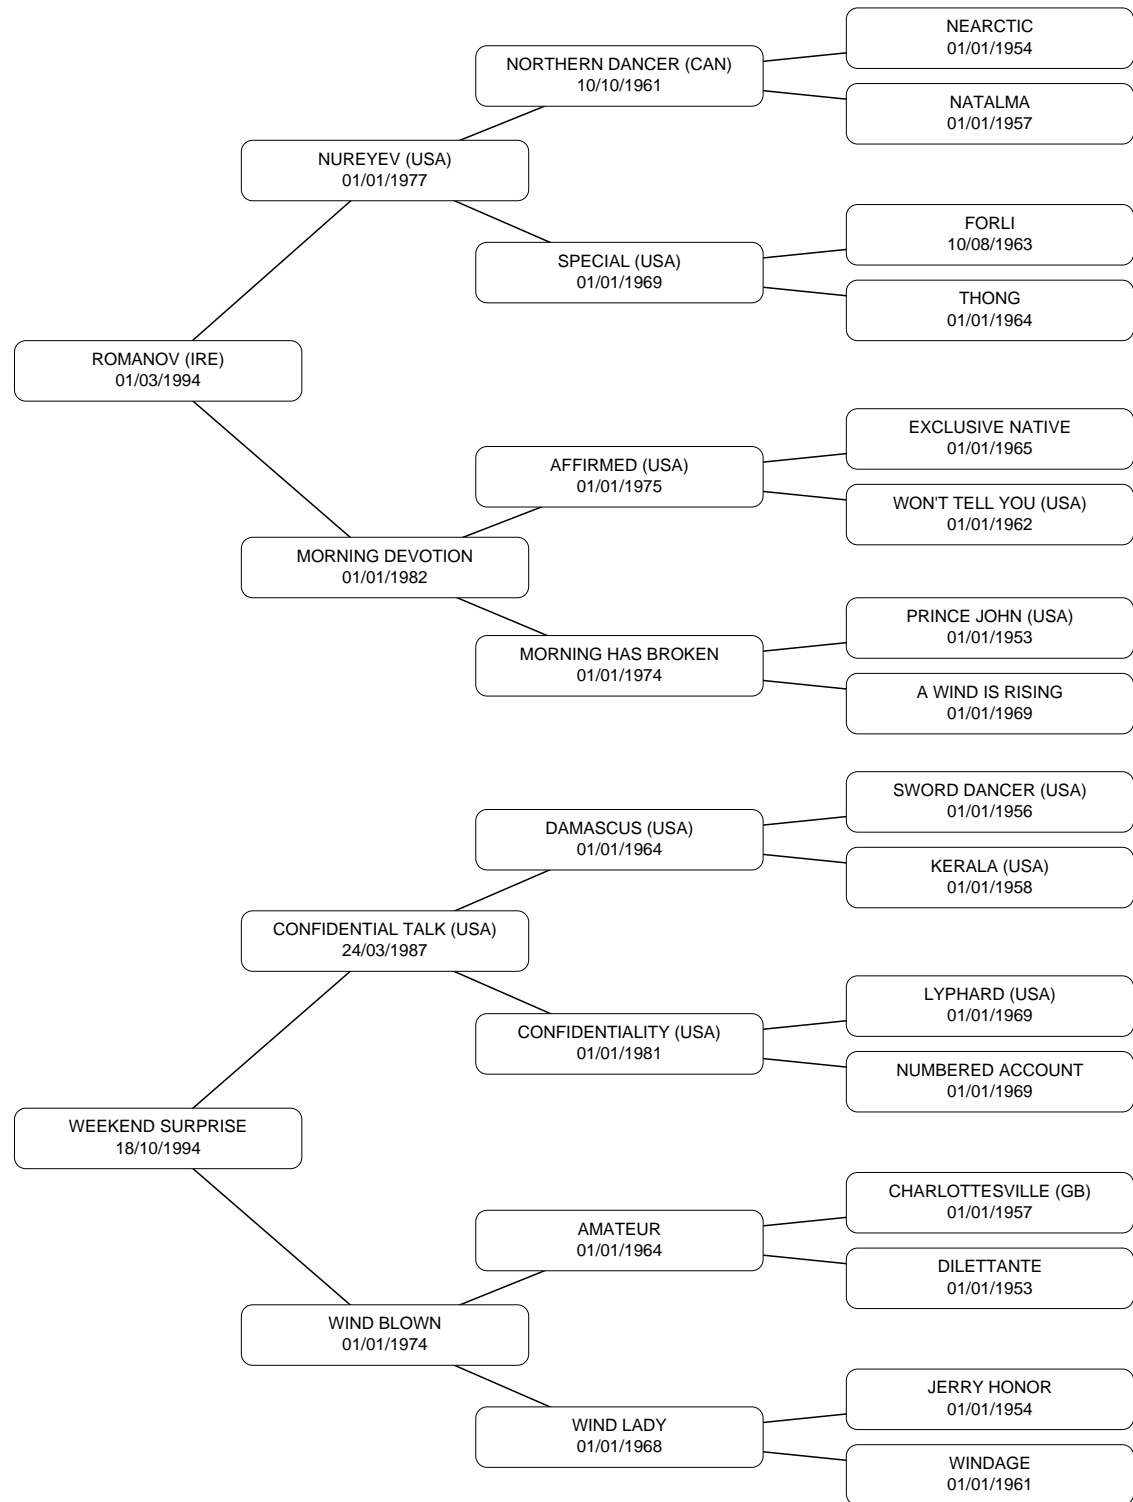 NEARCTIC
01/01/1954
NORTHERN DANCER (CAN)
10/10/1961
NATALMA
01/01/1957
NUREYEV (USA)
01/01/1977
FORLI
10/08/1963
SPECIAL (USA)
01/01/1969
THONG
01/01/1964
ROMANOV (IRE)
01/03/1994
EXCLUSIVE NATIVE
01/01/1965
AFFIRMED (USA)
01/01/1975
WON'T TELL YOU (USA)
01/01/1962
MORNING DEVOTION
01/01/1982
PRINCE JOHN (USA)
01/01/1953
MORNING HAS BROKEN
01/01/1974
A WIND IS RISING
01/01/1969
SWORD DANCER (USA)
01/01/1956
DAMASCUS (USA)
01/01/1964
KERALA (USA)
01/01/1958
CONFIDENTIAL TALK (USA)
24/03/1987
LYPHARD (USA)
01/01/1969
CONFIDENTIALITY (USA)
01/01/1981
NUMBERED ACCOUNT
01/01/1969
WEEKEND SURPRISE
18/10/1994
CHARLOTTESVILLE (GB)
01/01/1957
AMATEUR
01/01/1964
DILETTANTE
01/01/1953
WIND BLOWN
01/01/1974
JERRY HONOR
01/01/1954
WIND LADY
01/01/1968
WINDAGE
01/01/1961